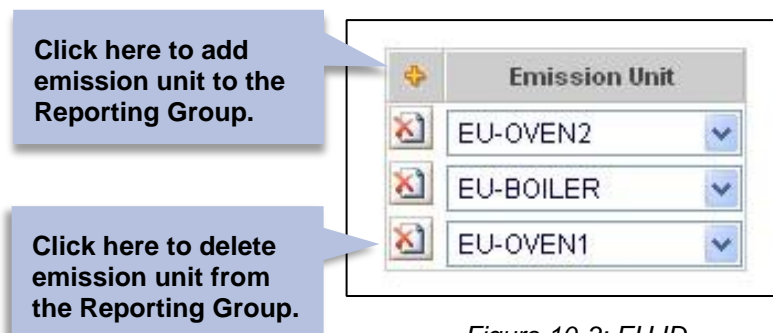 Click here to add
emission unit to the
Reporting Group.
Emission Unit
EU-OVEN2
EU-BOILER
EU-OVEN1
Click here to delete
emission unit from
the Reporting Group.
Figure 10-2: EU ID